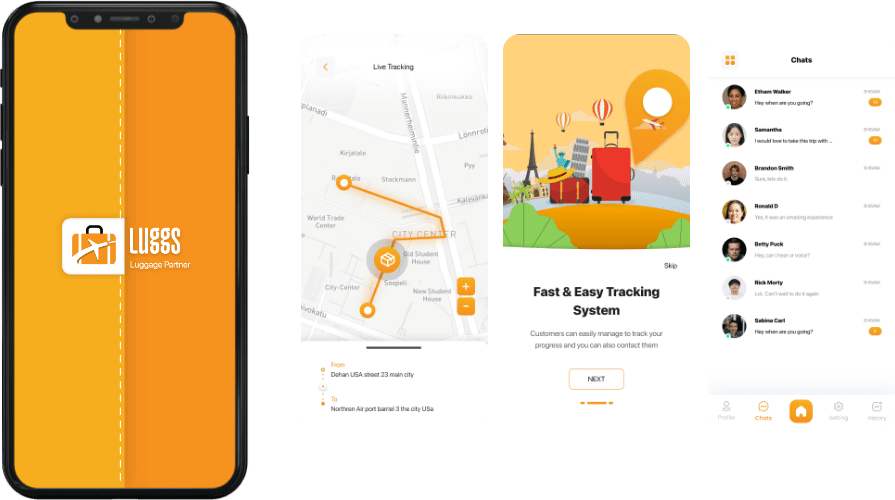 LUGGS
Luggage Partner
Live Tracking
Riikinkukko
Mannerheimintie
Lönnrot
Kirjatalo
Stockmann
Pyy
Kalevank
World Trade
Center
CITY CENTER
Old Student
House
Sospeli
City-Center
New Student
House
+
−
From
Dehan USA street 23 main city
To
Northren Air port barriel 3 the city USa
Skip
Fast & Easy Tracking
System
Customers can easily manage to track your
progress and you can also contact them
NEXT
Chats
Etham Walker
Hey when are you going?
Samantha
I would love to take this trip with ..
Brandon Smith
Sure, lets do it.
Ronald D
Yes, it was an amazing experience
Betty Puck
Hey, can i hear ur voice?
Rick Morty
Lol. Can't wait to do it again
Sabina Carl
Hey when are you going?
Profile
Chats
Setting
History